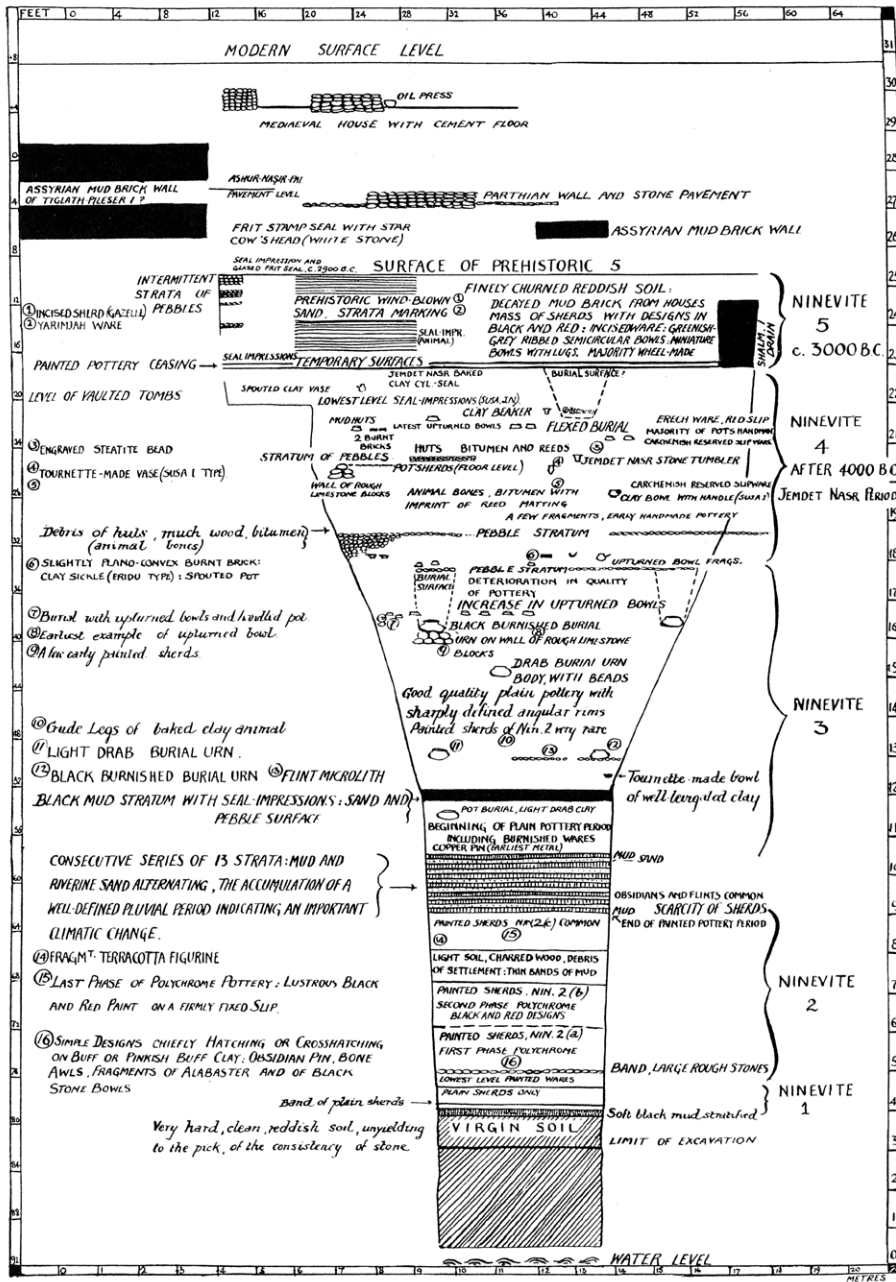 FEET 0 4 8 12 16 20 24 28 32 36 40 44 48 52 56 60 64
MODERN SURFACE LEVEL
OIL PRESS
MEDIAEVAL HOUSE WITH CEMENT FLOOR
ASHUR-NASIR-PAL
PAVEMENT LEVEL
ASSYRIAN MUD BRICK WALL
OF TIGLATH PILESER I ?
PARTHIAN WALL AND STONE PAVEMENT
FRIT STAMP SEAL WITH STAR
COW'S HEAD (WHITE STONE)
ASSYRIAN MUD BRICK WALL
SEAL IMPRESSION AND
GLAZED FRIT SEAL, C. 2900 B.C.
SURFACE OF PREHISTORIC 5
INTERMITTENT
STRATA OF
PEBBLES
① INCISED SHERD (GAZELLE)
② YARIMJAH WARE
PREHISTORIC WIND-BLOWN ①
SAND. STRATA MARKING ②
SEAL-IMPR.
(ANIMAL)
FINELY CHURNED REDDISH SOIL:
DECAYED MUD BRICK FROM HOUSES
MASS OF SHERDS WITH DESIGNS IN
BLACK AND RED: INCISED WARE: GREENISH-
GREY RIBBED SEMICIRCULAR BOWLS: MINIATURE
BOWLS WITH LUGS. MAJORITY WHEEL-MADE
SHALM. I
DRAIN
NINEVITE
5
c. 3000 B.C.
PAINTED POTTERY CEASING
SEAL IMPRESSIONS
TEMPORARY SURFACES
LEVEL OF VAULTED TOMBS
SPOUTED CLAY VASE
JEMDET NASR BAKED
CLAY CYL.-SEAL
BURIAL SURFACE?
LOWEST LEVEL SEAL-IMPRESSIONS (SUSA, JN)
CLAY BEAKER
MUD HUTS
LATEST UPTURNED BOWLS
FLEXED BURIAL
ERECH WARE, RED SLIP
MAJORITY OF POTS HANDMADE
CARCHEMISH RESERVED SLIP WARE
2 BURNT
BRICKS
HUTS BITUMEN AND REEDS ③
③ ENGRAVED STEATITE BEAD
④ TOURNETTE-MADE VASE (SUSA I TYPE)
⑤
STRATUM OF PEBBLES
POTSHERDS (FLOOR LEVEL)
④ JEMDET NASR STONE TUMBLER
WALL OF ROUGH
LIMESTONE BLOCKS
ANIMAL BONES, BITUMEN WITH
IMPRINT OF REED MATTING
⑤
CARCHEMISH RESERVED SLIPWARE
CLAY BOWL WITH HANDLE (SUSA I)
A FEW FRAGMENTS, EARLY HANDMADE POTTERY
NINEVITE
4
AFTER 4000 BC
JEMDET NASR PERIOD
Debris of huts, much wood, bitumen
(animal bones)
PEBBLE STRATUM
⑥ SLIGHTLY PLANO-CONVEX BURNT BRICK:
CLAY SICKLE (ERIDU TYPE): SPOUTED POT
⑥
UPTURNED BOWL FRAGS.
PEBBLE STRATUM
BURIAL
SURFACE
DETERIORATION IN QUALITY
OF POTTERY
INCREASE IN UPTURNED BOWLS
⑦ Burial with upturned bowls and handled pot
⑧ Earliest example of upturned bowl
⑨ A few early painted sherds
⑦
BLACK BURNISHED BURIAL
URN ON WALL OF ROUGH LIMESTONE
BLOCKS
⑧
⑨
DRAB BURIAL URN
BODY, WITH BEADS
Good quality plain pottery with
sharply defined angular rims
Painted sherds of Nin. 2 very rare
NINEVITE
3
⑩ Crude Legs of baked clay animal
⑪ LIGHT DRAB BURIAL URN.
⑫ BLACK BURNISHED BURIAL URN ⑬ FLINT MICROLITH
⑪ ⑩ ⑬ ⑫
Tournette-made bowl
of well levigated clay
BLACK MUD STRATUM WITH SEAL-IMPRESSIONS: SAND AND
PEBBLE SURFACE
POT BURIAL, LIGHT DRAB CLAY
BEGINNING OF PLAIN POTTERY PERIOD
INCLUDING BURNISHED WARES
COPPER PIN (EARLIEST METAL)
MUD SAND
CONSECUTIVE SERIES OF 13 STRATA: MUD AND
RIVERINE SAND ALTERNATING, THE ACCUMULATION OF A
WELL-DEFINED PLUVIAL PERIOD INDICATING AN IMPORTANT
CLIMATIC CHANGE.
OBSIDIANS AND FLINTS COMMON
MUD SCARCITY OF SHERDS
END OF PAINTED POTTERY PERIOD
PAINTED SHERDS NIN. (2c) COMMON
⑭ ⑮
⑭ FRAGMT. TERRACOTTA FIGURINE
⑮ LAST PHASE OF POLYCHROME POTTERY: LUSTROUS BLACK
AND RED PAINT ON A FIRMLY FIXED SLIP.
LIGHT SOIL, CHARRED WOOD, DEBRIS
OF SETTLEMENT: THIN BANDS OF MUD
PAINTED SHERDS. NIN. 2 (b)
SECOND PHASE POLYCHROME
BLACK AND RED DESIGNS
PAINTED SHERDS, NIN. 2 (a)
FIRST PHASE POLYCHROME
⑯
NINEVITE
2
⑯ SIMPLE DESIGNS CHIEFLY HATCHING OR CROSSHATCHING
ON BUFF OR PINKISH BUFF CLAY: OBSIDIAN PIN, BONE
AWLS, FRAGMENTS OF ALABASTER AND OF BLACK
STONE BOWLS
BAND, LARGE ROUGH STONES
LOWEST LEVEL PAINTED WARES
PLAIN SHERDS ONLY
Band of plain sherds
NINEVITE
1
Soft black mud stratified
Very hard, clean, reddish soil, unyielding
to the pick, of the consistency of stone
VIRGIN SOIL
LIMIT OF EXCAVATION
WATER LEVEL
METRES